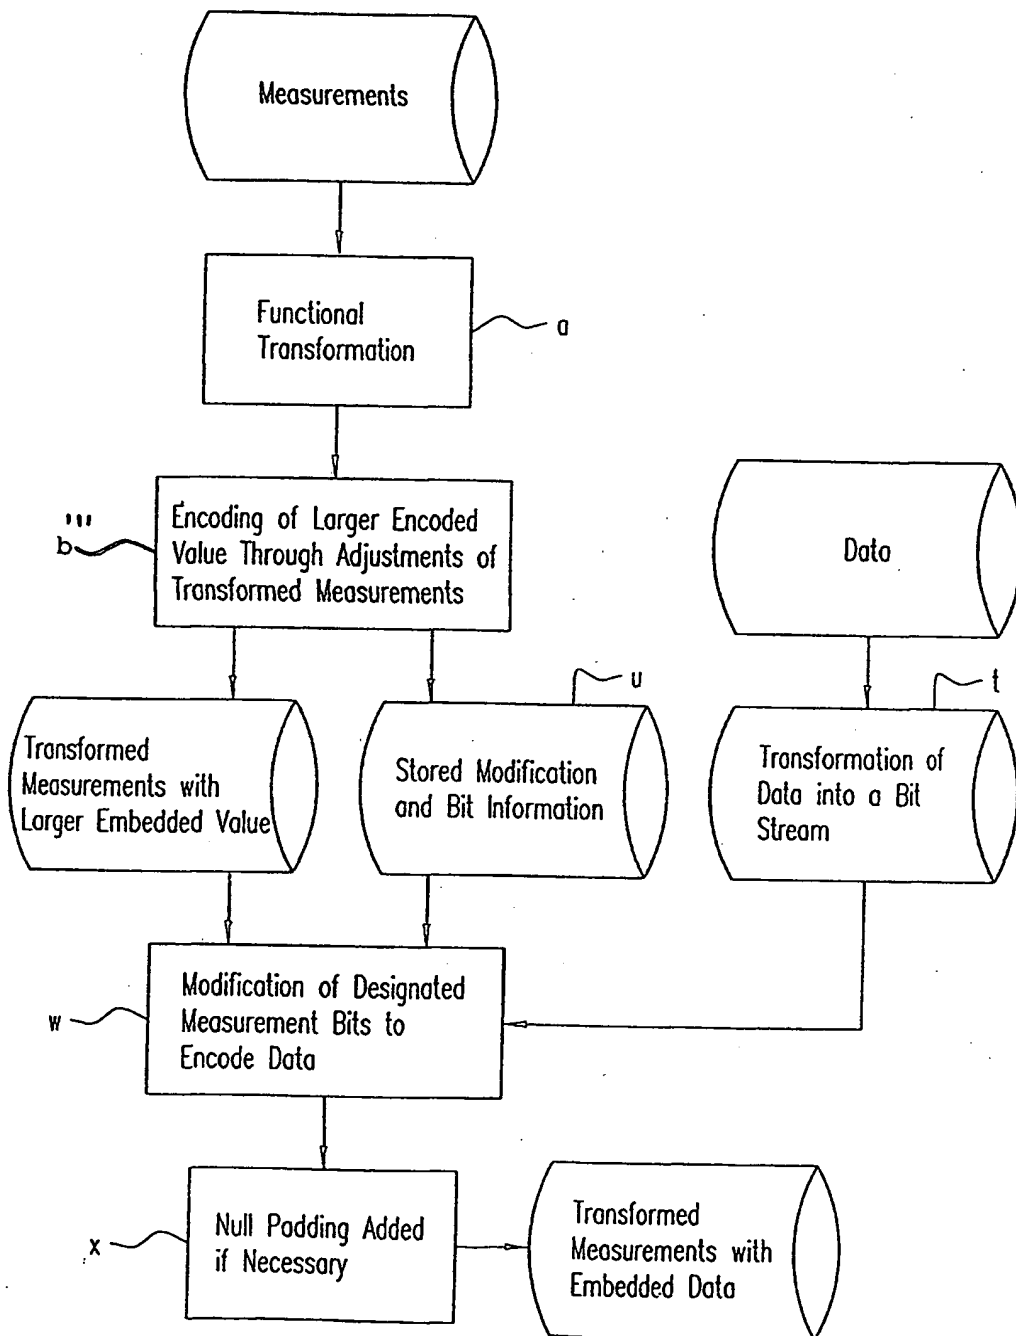 Measurements
Functional
Transformation
a
b'''
Encoding of Larger Encoded
Value Through Adjustments of
Transformed Measurements
Data
u
t
Transformed
Measurements with
Larger Embedded Value
Stored Modification
and Bit Information
Transformation of
Data into a Bit
Stream
w
Modification of Designated
Measurement Bits to
Encode Data
x
Null Padding Added
if Necessary
Transformed
Measurements with
Embedded Data